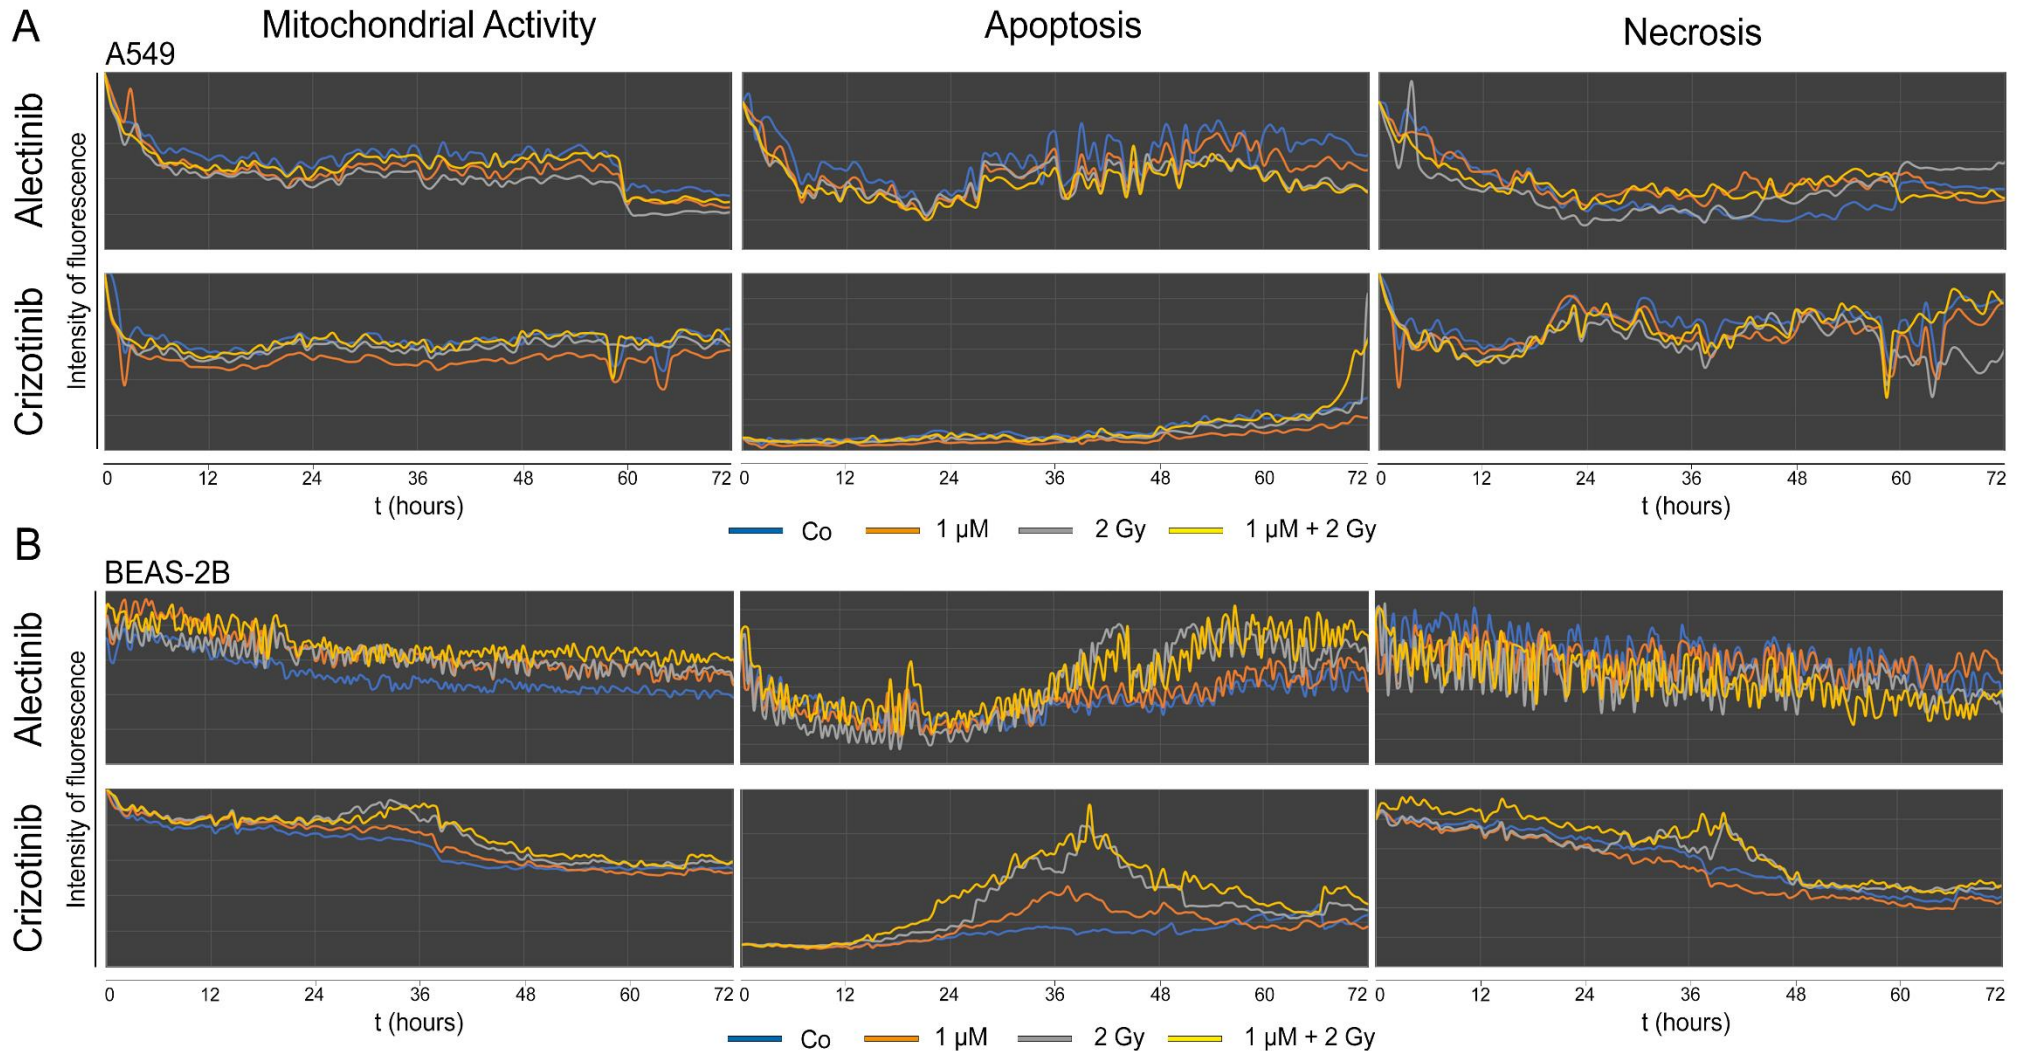 A
Mitochondrial Activity
Apoptosis
Necrosis
A549
Alectinib
Crizotinib
Intensity of fluorescence
0 12 24 36 48 60 72
0 12 24 36 48 60 72
0 12 24 36 48 60 72
t (hours)
t (hours)
Co 1 µM 2 Gy 1 µM + 2 Gy
B
BEAS-2B
Alectinib
Crizotinib
Intensity of fluorescence
0 12 24 36 48 60 72
0 12 24 36 48 60 72
0 12 24 36 48 60 72
t (hours)
t (hours)
Co 1 µM 2 Gy 1 µM + 2 Gy